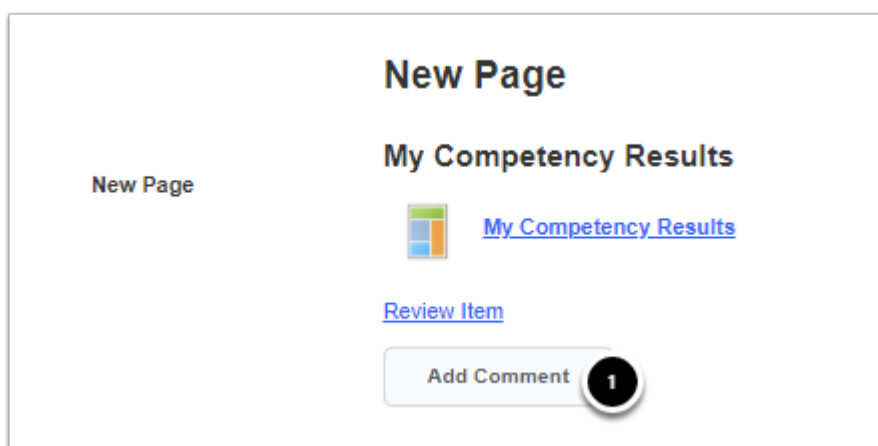 New Page
My Competency Results
New Page
My Competency Results
Review Item
Add Comment
1